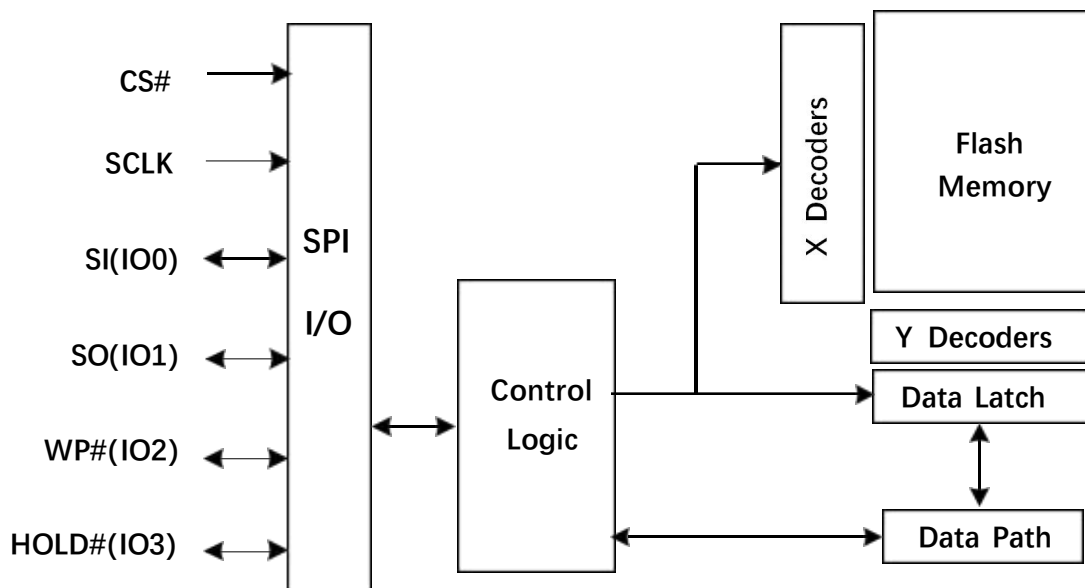 CS#
SCLK
SI(IO0)
SO(IO1)
WP#(IO2)
HOLD#(IO3)
SPI
I/O
Control
Logic
X Decoders
Flash
Memory
Y Decoders
Data Latch
Data Path